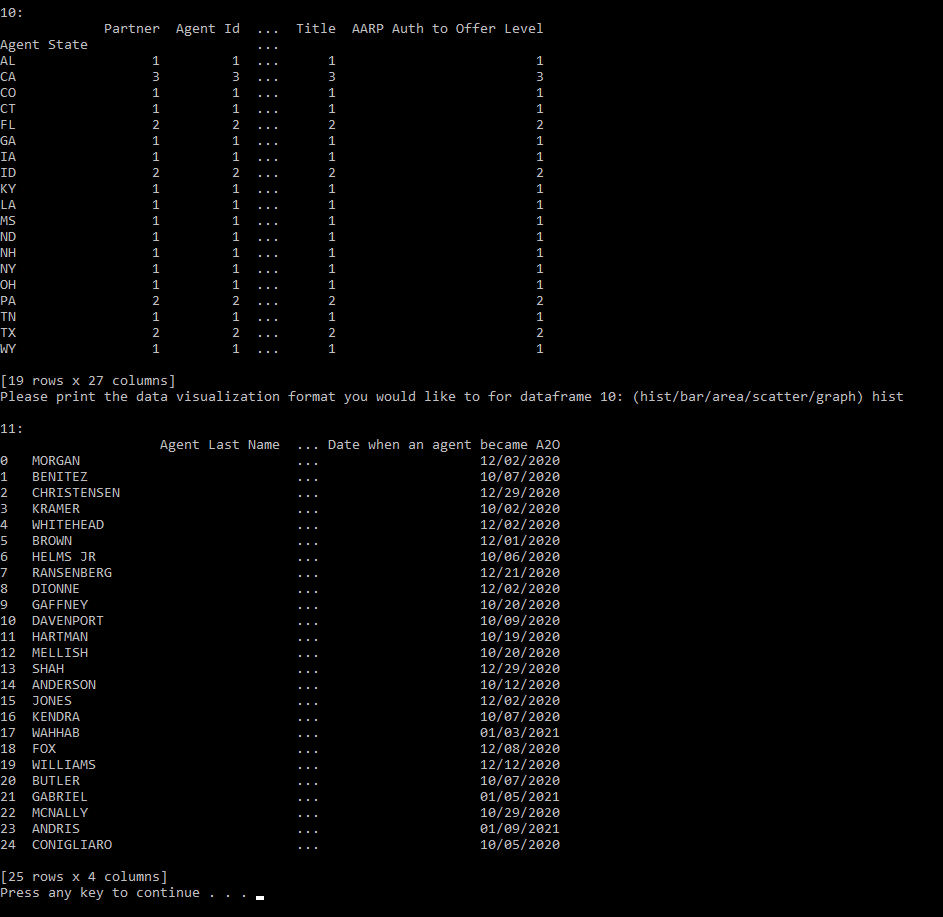 10:
Partner Agent Id ... Title AARP Auth to Offer Level
Agent State ...
AL 1 1 ... 1 1
CA 3 3 ... 3 3
CO 1 1 ... 1 1
CT 1 1 ... 1 1
FL 2 2 ... 2 2
GA 1 1 ... 1 1
IA 1 1 ... 1 1
ID 2 2 ... 2 2
KY 1 1 ... 1 1
LA 1 1 ... 1 1
MS 1 1 ... 1 1
ND 1 1 ... 1 1
NH 1 1 ... 1 1
NY 1 1 ... 1 1
OH 1 1 ... 1 1
PA 2 2 ... 2 2
TN 1 1 ... 1 1
TX 2 2 ... 2 2
WY 1 1 ... 1 1
[19 rows x 27 columns]
Please print the data visualization format you would like to for dataframe 10: (hist/bar/area/scatter/graph) hist
11:
Agent Last Name ... Date when an agent became A2O
0 MORGAN ... 12/02/2020
1 BENITEZ ... 10/07/2020
2 CHRISTENSEN ... 12/29/2020
3 KRAMER ... 10/02/2020
4 WHITEHEAD ... 12/02/2020
5 BROWN ... 12/01/2020
6 HELMS JR ... 10/06/2020
7 RANSENBERG ... 12/21/2020
8 DIONNE ... 12/02/2020
9 GAFFNEY ... 10/20/2020
10 DAVENPORT ... 10/09/2020
11 HARTMAN ... 10/19/2020
12 MELLISH ... 10/20/2020
13 SHAH ... 12/29/2020
14 ANDERSON ... 10/12/2020
15 JONES ... 12/02/2020
16 KENDRA ... 10/07/2020
17 WAHHAB ... 01/03/2021
18 FOX ... 12/08/2020
19 WILLIAMS ... 12/12/2020
20 BUTLER ... 10/07/2020
21 GABRIEL ... 01/05/2021
22 MCNALLY ... 10/29/2020
23 ANDRIS ... 01/09/2021
24 CONIGLIARO ... 10/05/2020
[25 rows x 4 columns]
Press any key to continue . . .